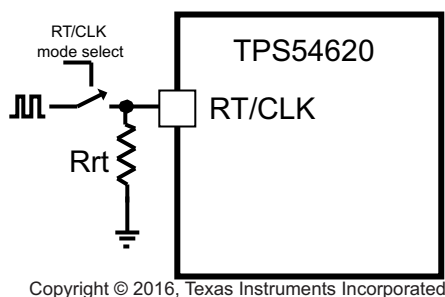 RT/CLK
mode select
TPS54620
RT/CLK
Rrt
Copyright © 2016, Texas Instruments Incorporated